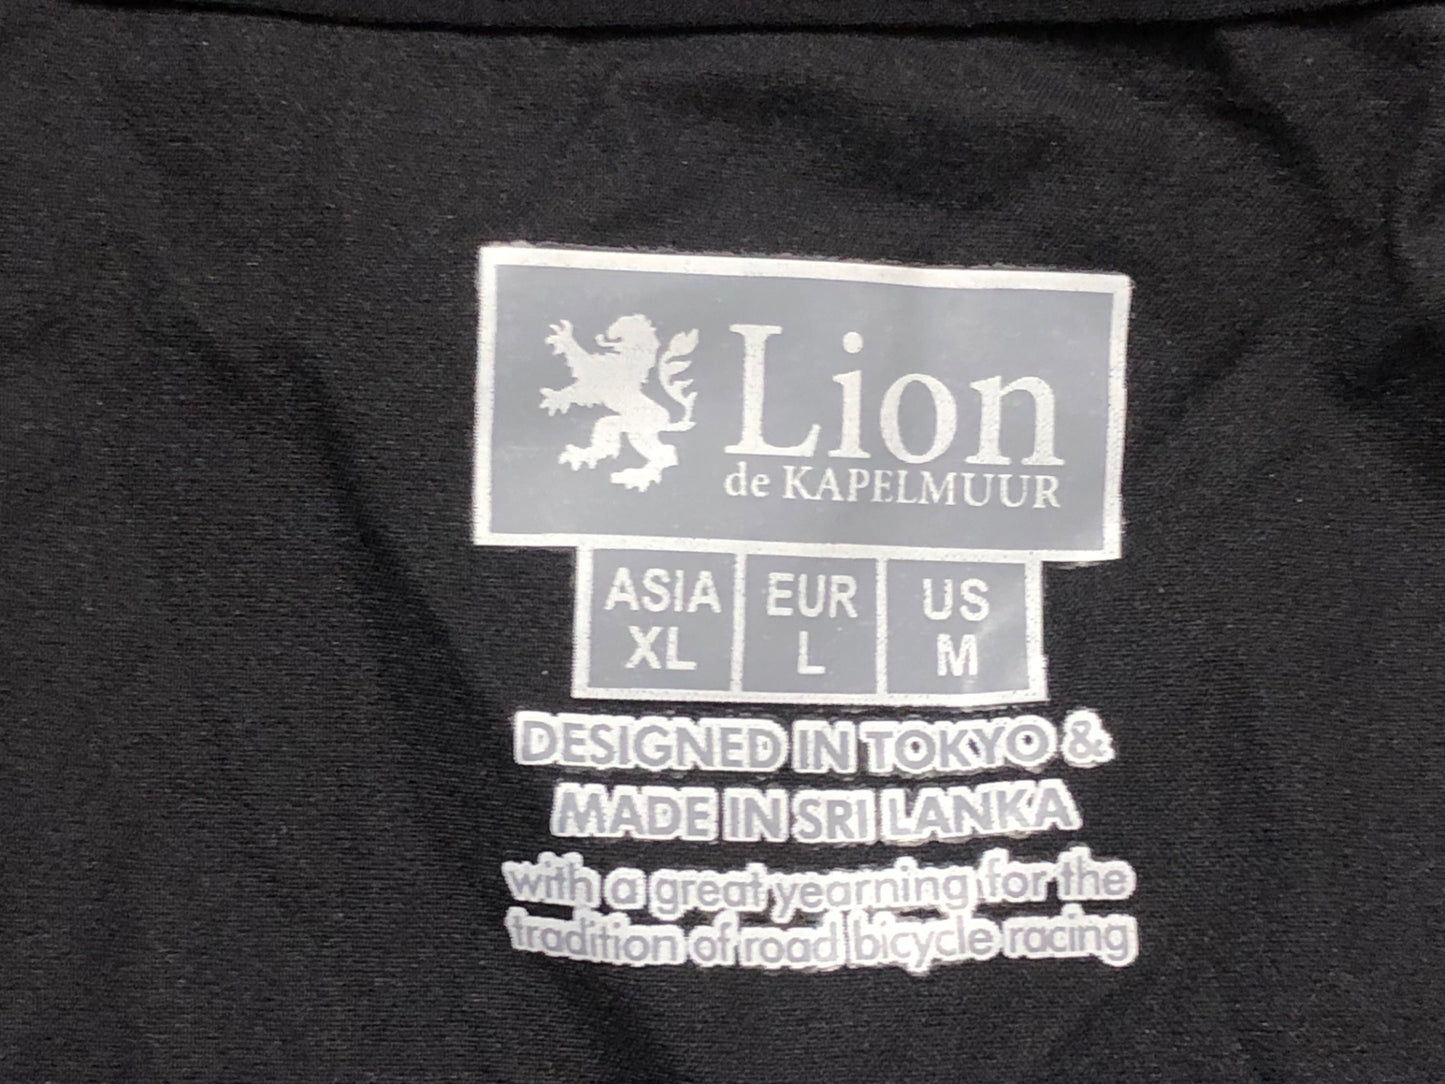 Lion
de KAPELMUUR
ASIA EUR US
XL L M
DESIGNED IN TOKYO &
MADE IN SRI LANKA
with a great yearning for the
tradition of road bicycle racing